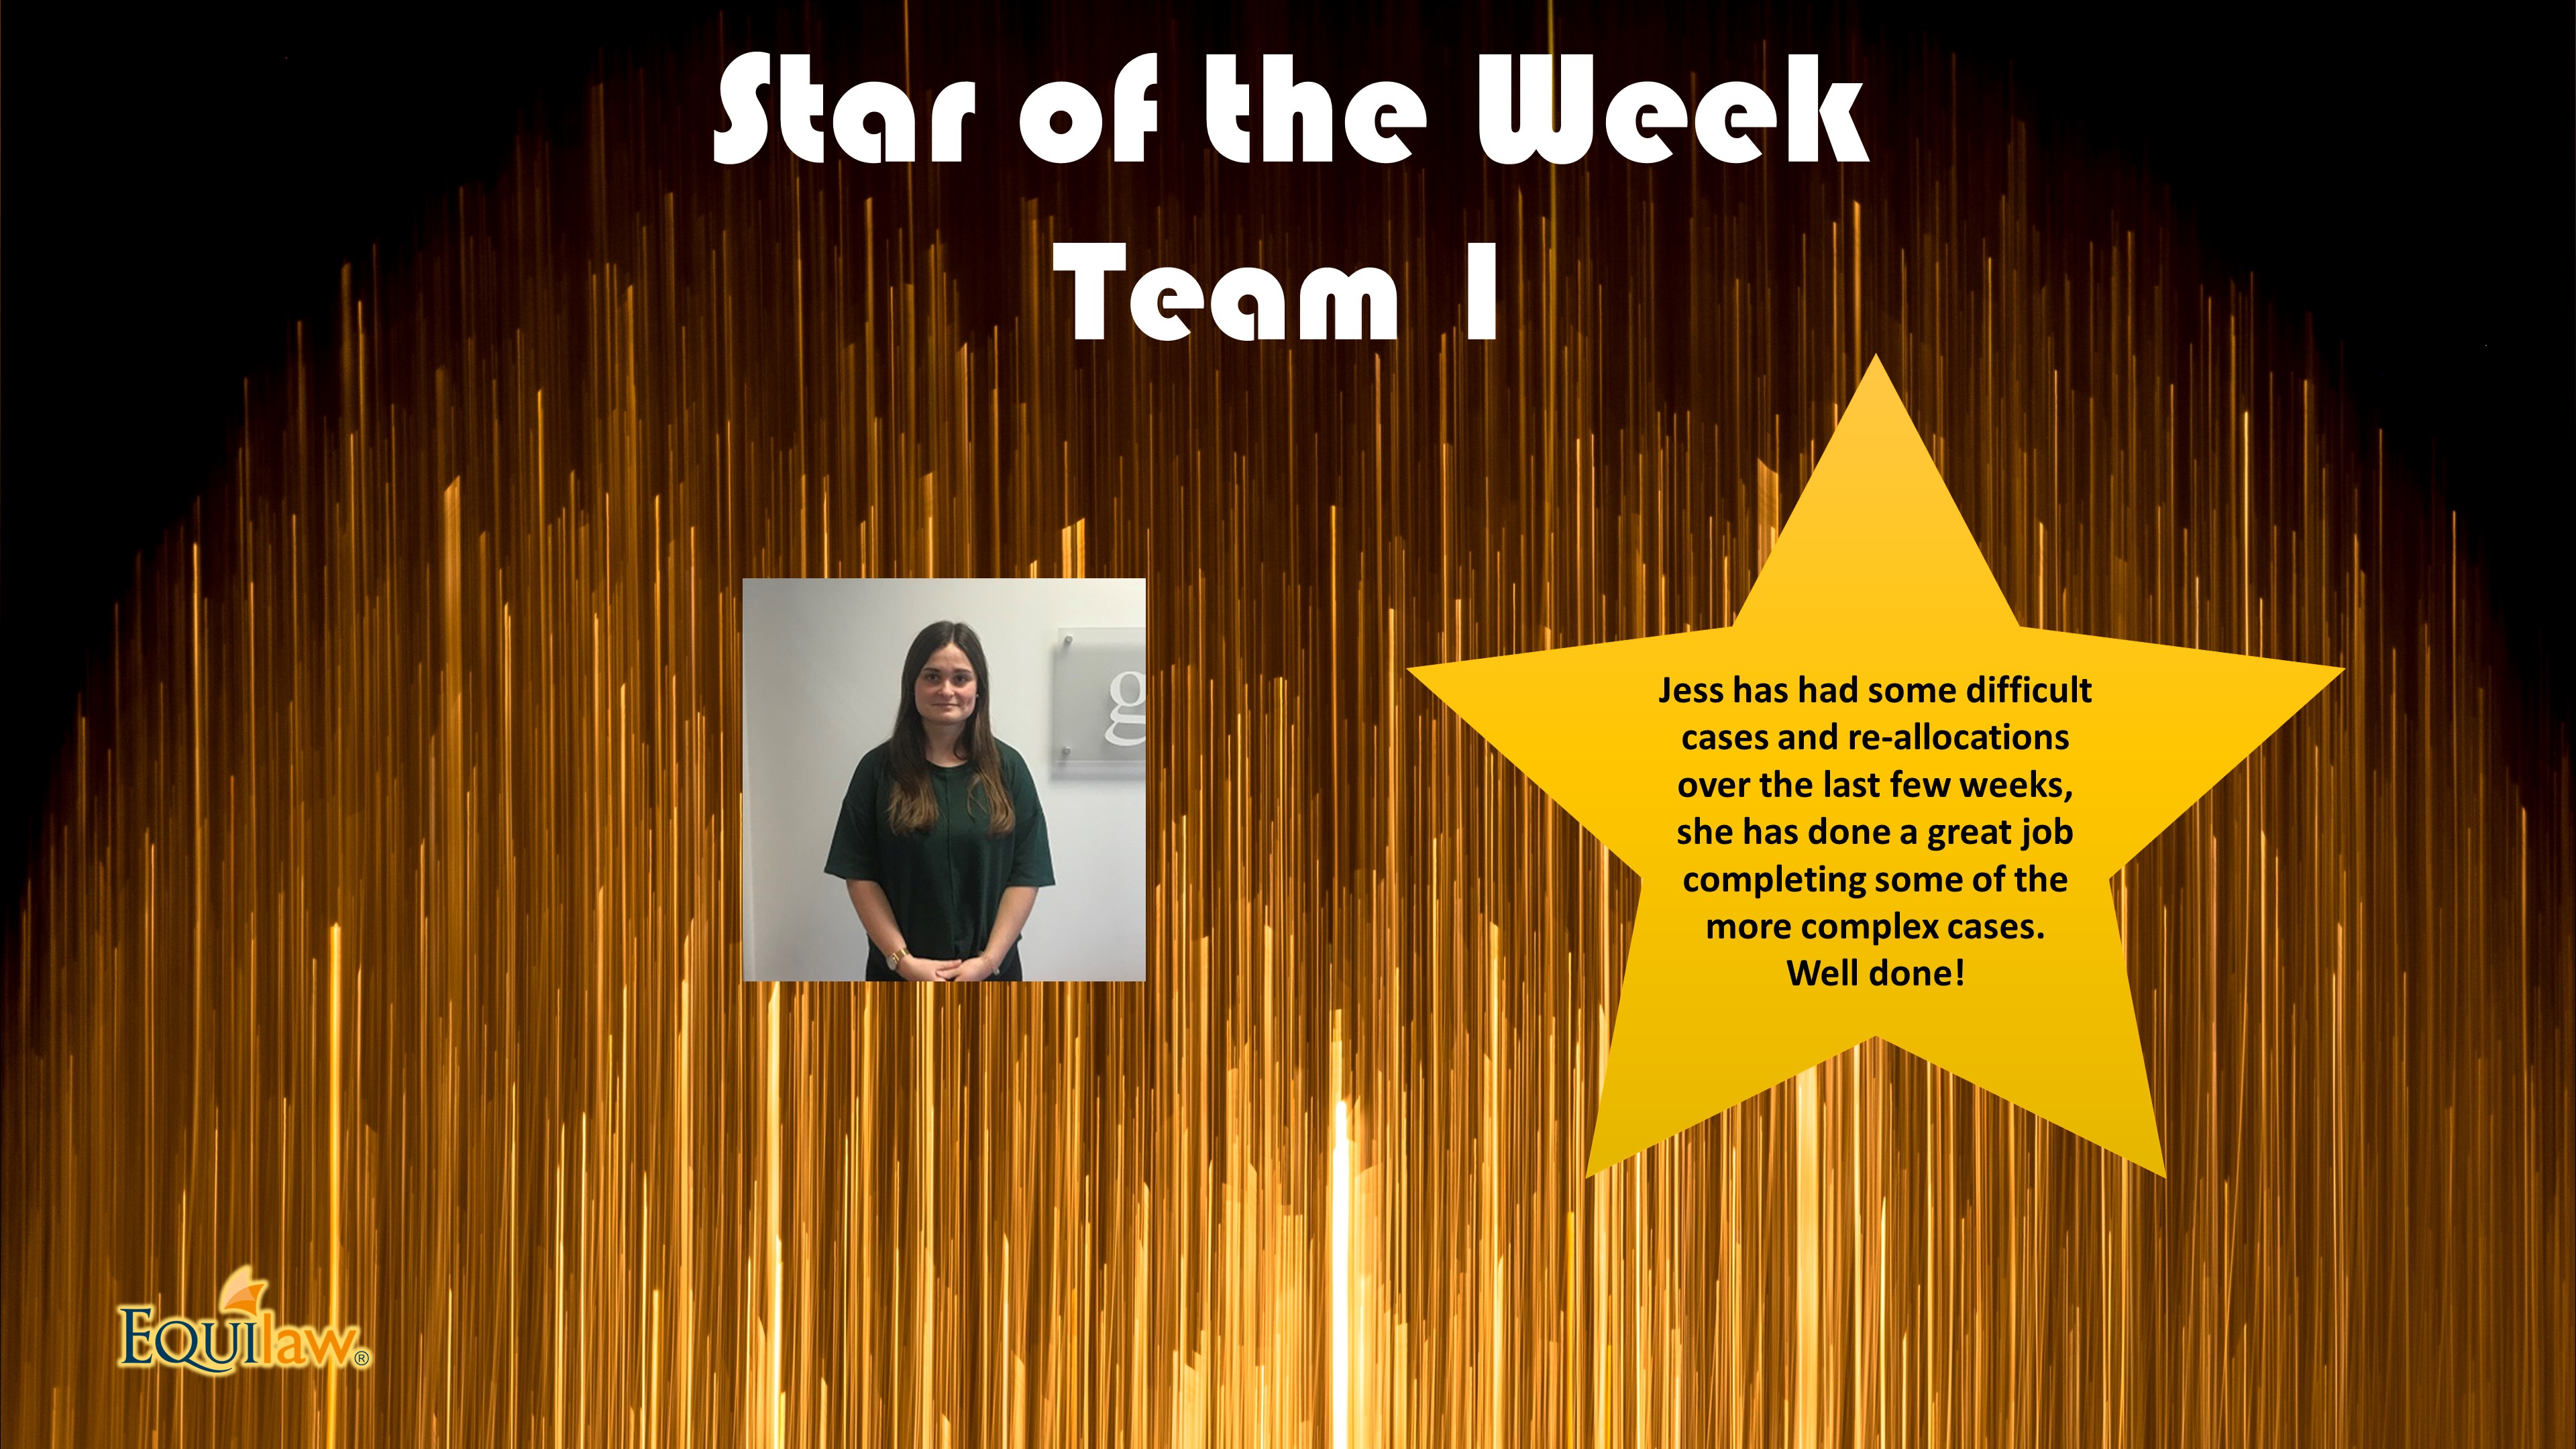 Star of the Week
Team 1
g
Jess has had some difficult
cases and re-allocations
over the last few weeks,
she has done a great job
completing some of the
more complex cases.
Well done!
EQUIlaw®